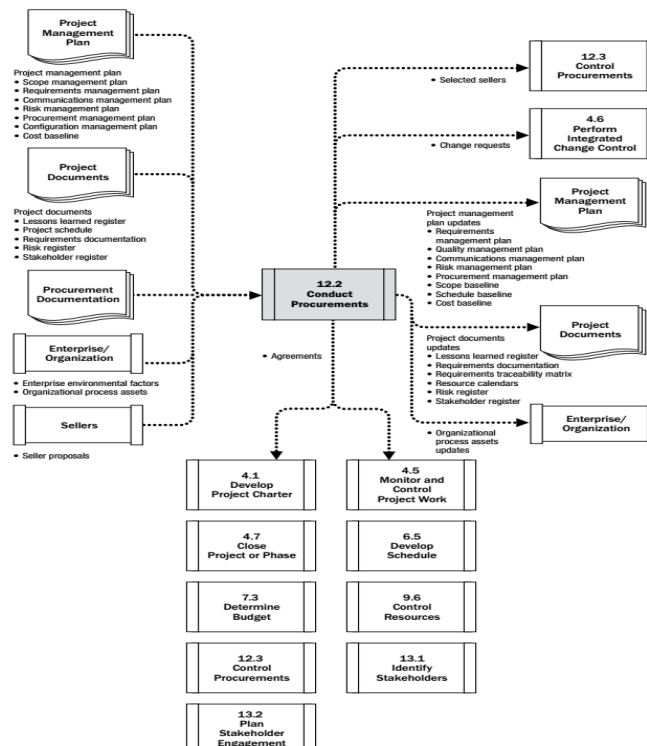 Project
Management
Plan
Project management plan
• Scope management plan
• Requirements management plan
• Communications management plan
• Risk management plan
• Procurement management plan
• Configuration management plan
• Cost baseline
Project
Documents
Project documents
• Lessons learned register
• Project schedule
• Requirements documentation
• Risk register
• Stakeholder register
Procurement
Documentation
Enterprise/
Organization
• Enterprise environmental factors
• Organizational process assets
Sellers
• Seller proposals
12.2
Conduct
Procurements
• Selected sellers
12.3
Control
Procurements
• Change requests
4.6
Perform
Integrated
Change Control
Project
Management
Plan
Project management
plan updates
• Requirements
management plan
• Quality management plan
• Communications management plan
• Risk management plan
• Procurement management plan
• Scope baseline
• Schedule baseline
• Cost baseline
Project
Documents
Project documents
updates
• Lessons learned register
• Requirements documentation
• Requirements traceability matrix
• Resource calendars
• Risk register
• Stakeholder register
Enterprise/
Organization
• Organizational
process assets
updates
• Agreements
4.1
Develop
Project Charter
4.5
Monitor and
Control
Project Work
4.7
Close
Project or Phase
6.5
Develop
Schedule
7.3
Determine
Budget
9.6
Control
Resources
12.3
Control
Procurements
13.1
Identify
Stakeholders
13.2
Plan
Stakeholder
Engagement